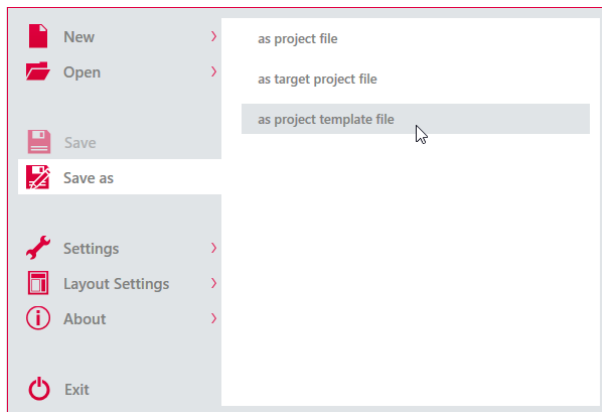 New
Open
Save
Save as
Settings
Layout Settings
About
Exit
as project file
as target project file
as project template file